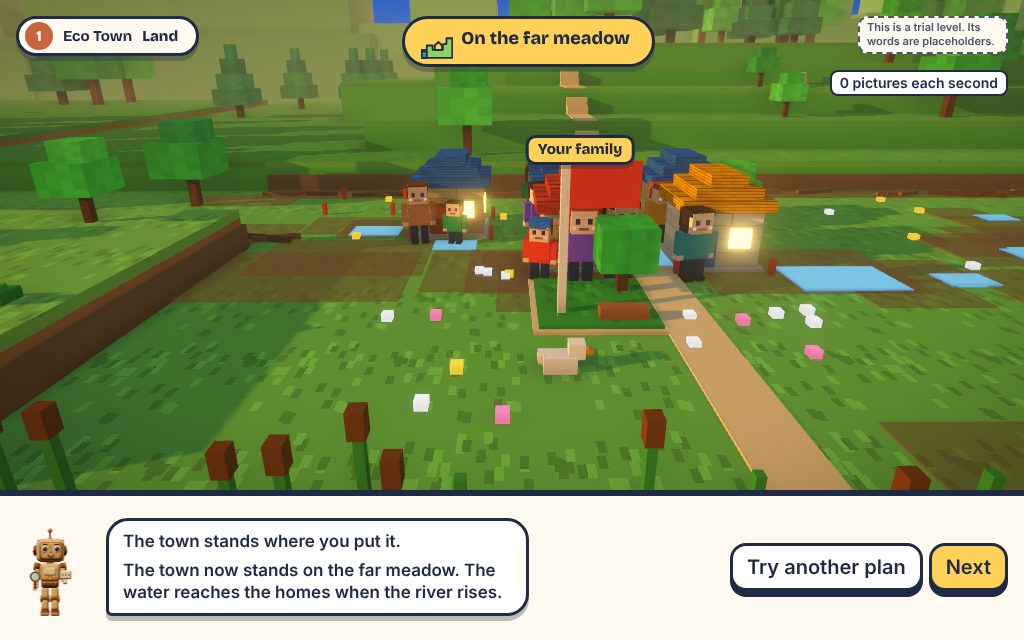 1 Eco Town Land
On the far meadow
This is a trial level. Its
words are placeholders.
0 pictures each second
Your family
The town stands where you put it.
The town now stands on the far meadow. The
water reaches the homes when the river rises.
Try another plan
Next